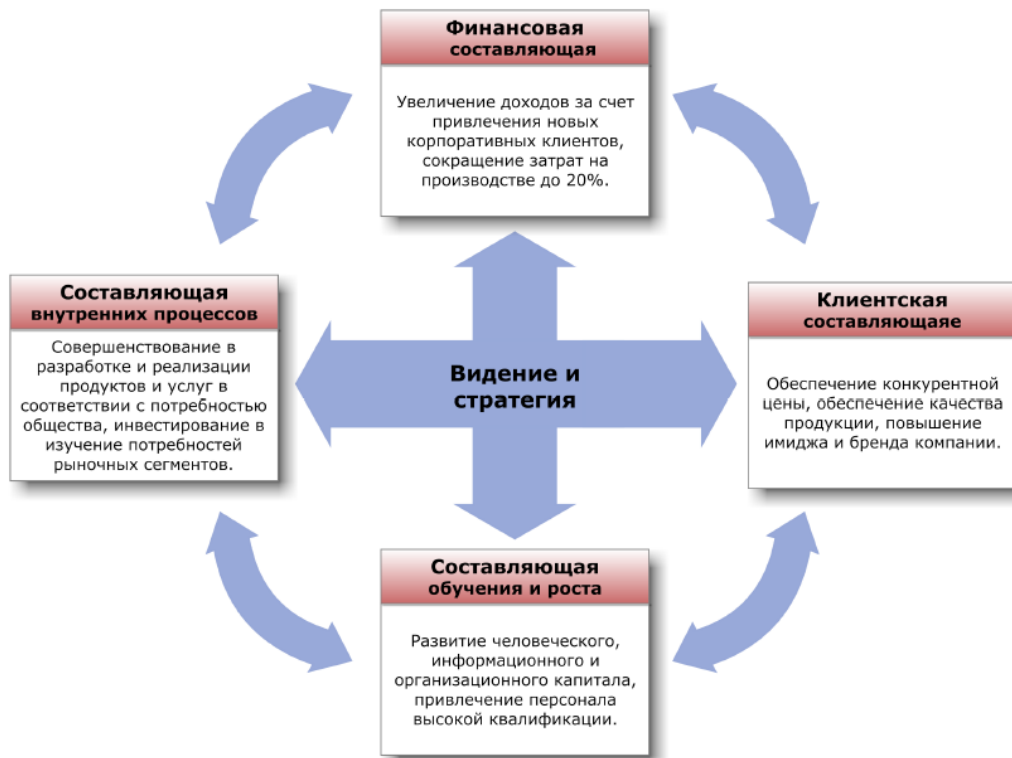 Финансовая
составляющая
Увеличение доходов за счет
привлечения новых
корпоративных клиентов,
сокращение затрат на
производстве до 20%.
Составляющая
внутренних процессов
Совершенствование в
разработке и реализации
продуктов и услуг в
соответствии с потребностью
общества, инвестирование в
изучение потребностей
рыночных сегментов.
Видение и
стратегия
Клиентская
составляющаяе
Обеспечение конкурентной
цены, обеспечение качества
продукции, повышение
имиджа и бренда компании.
Составляющая
обучения и роста
Развитие человеческого,
информационного и
организационного капитала,
привлечение персонала
высокой квалификации.